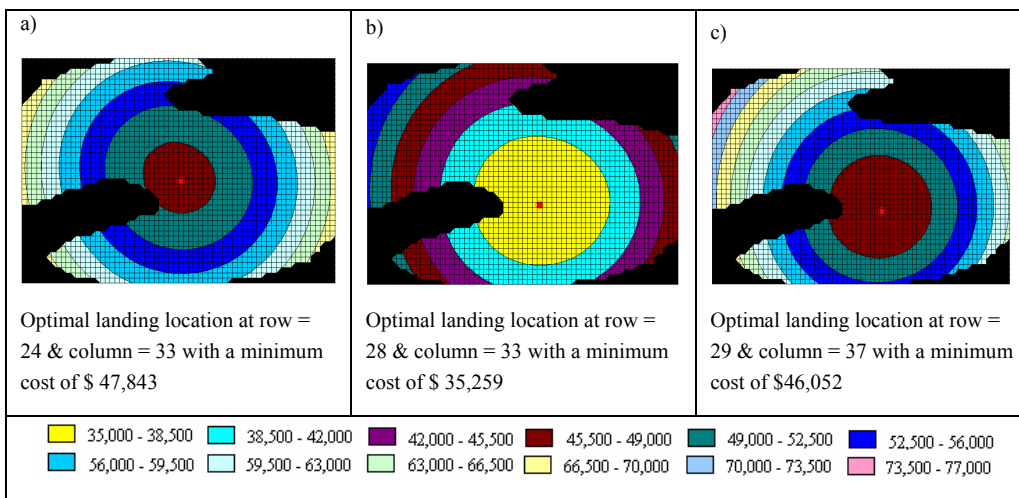 a)
Optimal landing location at row =
24 & column = 33 with a minimum
cost of $ 47,843
b)
Optimal landing location at row =
28 & column = 33 with a minimum
cost of $ 35,259
c)
Optimal landing location at row =
29 & column = 37 with a minimum
cost of $46,052
35,000 - 38,500 38,500 - 42,000 42,000 - 45,500 45,500 - 49,000 49,000 - 52,500 52,500 - 56,000
56,000 - 59,500 59,500 - 63,000 63,000 - 66,500 66,500 - 70,000 70,000 - 73,500 73,500 - 77,000